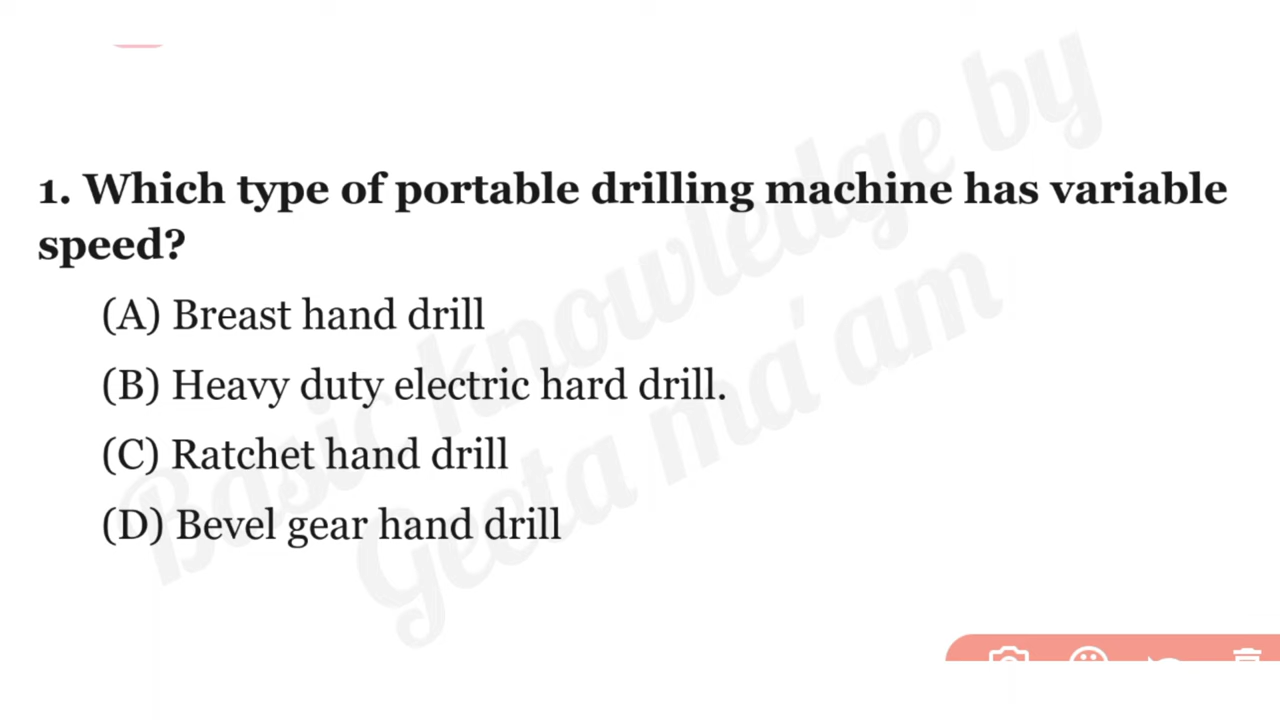 1. Which type of portable drilling machine has variable
speed?
(A) Breast hand drill
(B) Heavy duty electric hard drill.
(C) Ratchet hand drill
(D) Bevel gear hand drill
Basic knowledge by
Geeta ma'am